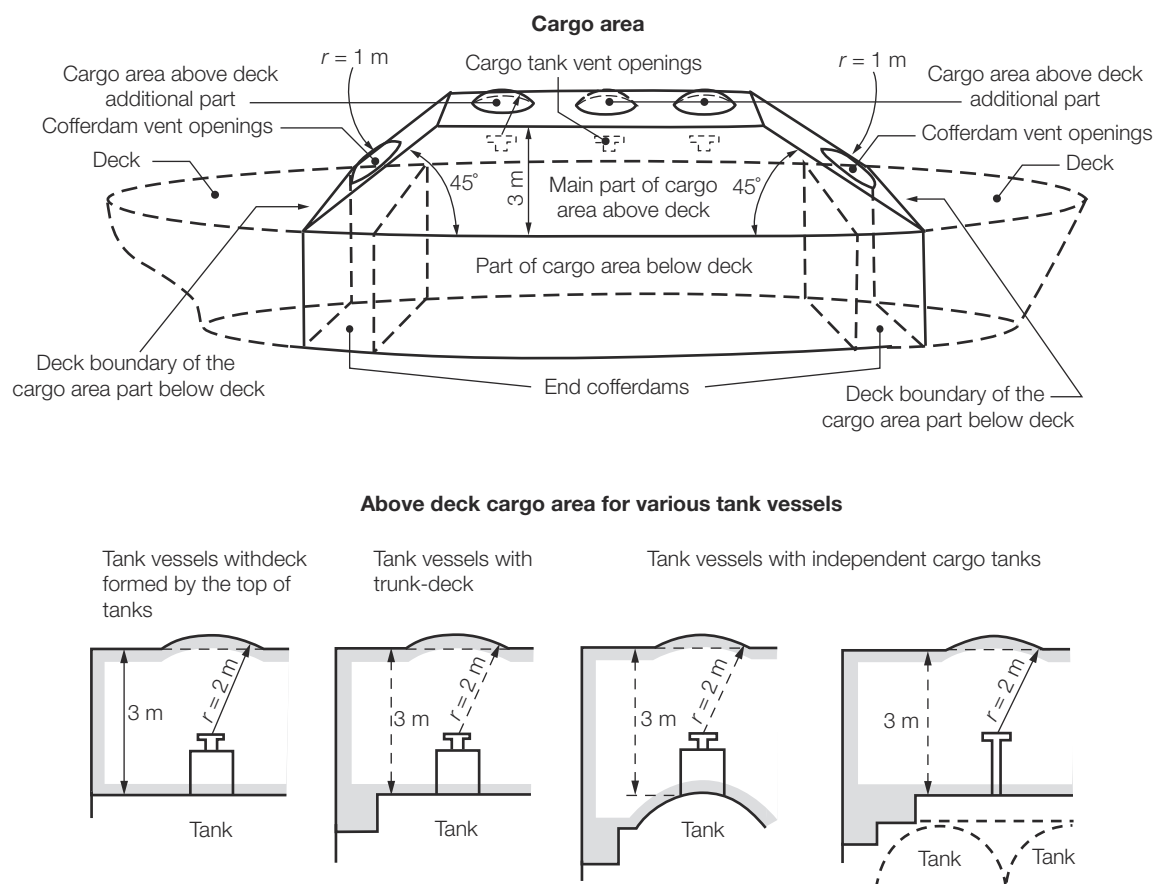 Cargo area
r = 1 m
Cargo tank vent openings
r = 1 m
Cargo area above deck
additional part
Cargo area above deck
additional part
Cofferdam vent openings
Cofferdam vent openings
Deck
Deck
45°
3 m
Main part of cargo
area above deck
45°
Part of cargo area below deck
Deck boundary of the
cargo area part below deck
End cofferdams
Deck boundary of the
cargo area part below deck
Above deck cargo area for various tank vessels
Tank vessels withdeck
formed by the top of
tanks
Tank vessels with
trunk-deck
Tank vessels with independent cargo tanks
3 m
r = 2 m
Tank
3 m
r = 2 m
Tank
3 m
r = 2 m
Tank
3 m
r = 2 m
Tank
Tank